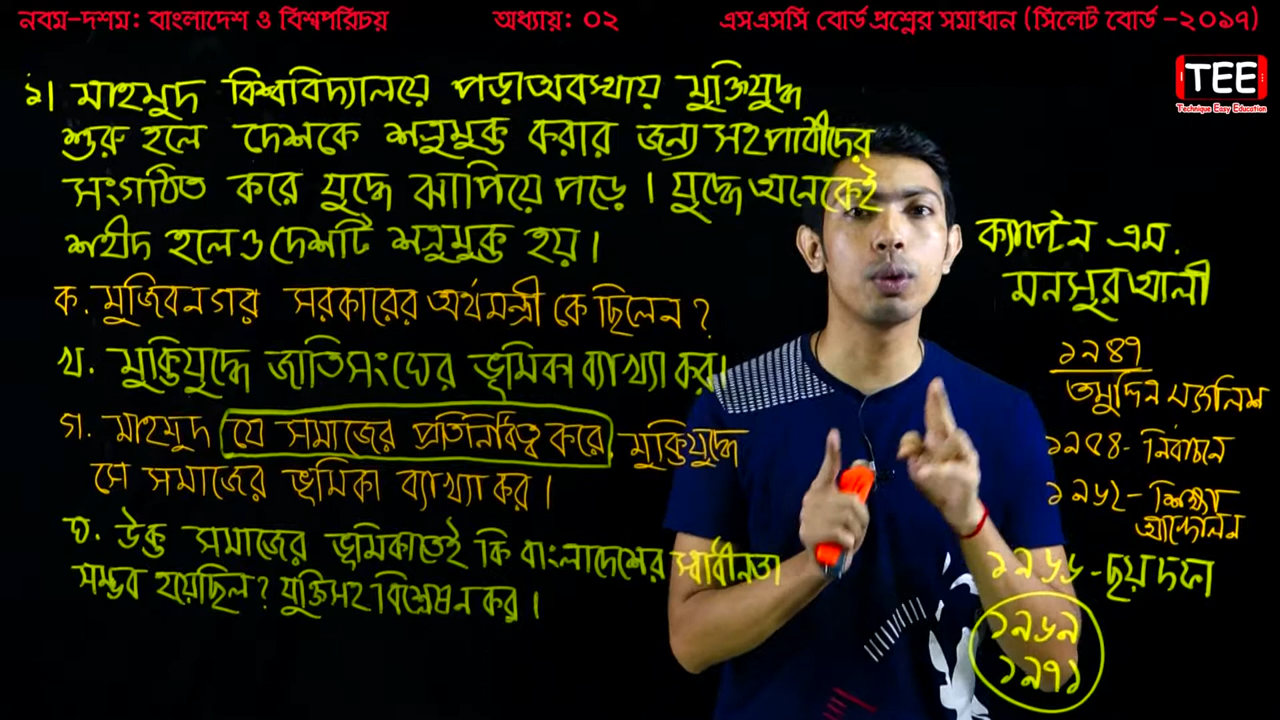 নবম-দশম: বাংলাদেশ ও বিশ্বপরিচয়
অধ্যায়: ০২
এসএসসি বোর্ড প্রশ্নের সমাধান (সিলেট বোর্ড -২০১৭)
TEE
Technique Easy Education
১। মাহমুদ বিশ্ববিদ্যালয়ে পড়াঅবস্থায় মুক্তিযুদ্ধে
শুরু হলে দেশকে শত্রুমুক্ত করার জন্য সহপাঠীদের
সংগঠিত করে যুদ্ধে ঝাপিয়ে পড়ে। যুদ্ধে অনেকেই
শহীদ হলেও দেশটি শত্রুমুক্ত হয়।
ক. মুজিবনগর সরকারের অর্থমন্ত্রী কে ছিলেন?
খ. মুক্তিযুদ্ধে জাতিসংঘের ভূমিকা ব্যাখ্যা কর।
গ. মাহমুদ যে সমাজের প্রতিনিধিত্ব করে, মুক্তিযুদ্ধে
সে সমাজের ভূমিকা ব্যাখ্যা কর।
ঘ. উক্ত সমাজের ভূমিকাতেই কি বাংলাদেশের স্বাধীনতা
সম্ভব হয়েছিল? যুক্তিসহ বিশ্লেষন কর।
ক্যাপ্টেন এম.
মনসুর আলী
১৯৪৭
তমুদ্দিন মজলিশ
১৯৫৪- নির্বাচনে
১৯৬২- শিক্ষা
আন্দোলন
১৯৬৬-ছয় দফা
১৯৬৯
১৯৭১